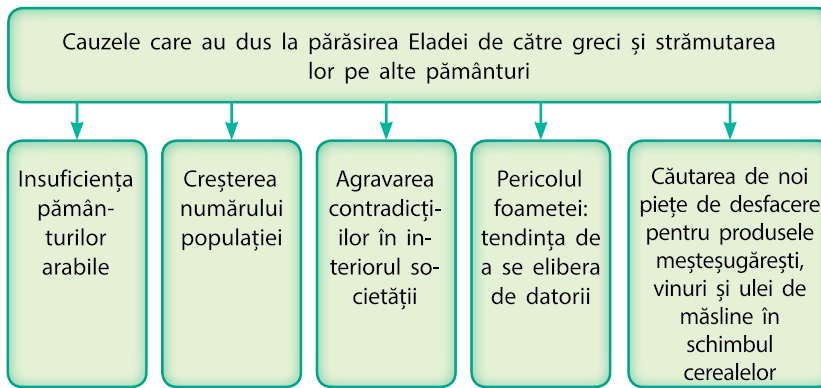 Cauzele care au dus la părăsirea Eladei de către greci și strămutarea
lor pe alte pământuri
Insuficiența
pămân-
turilor
arabile
Creșterea
numărului
populației
Agravarea
contradicți-
ilor în in-
teriorul so-
cietății
Pericolul
foametei:
tendința de
a se elibera
de datorii
Căutarea de noi
piețe de desfacere
pentru produsele
meșteșugărești,
vinuri și ulei de
măsline în
schimbul
cerealelor